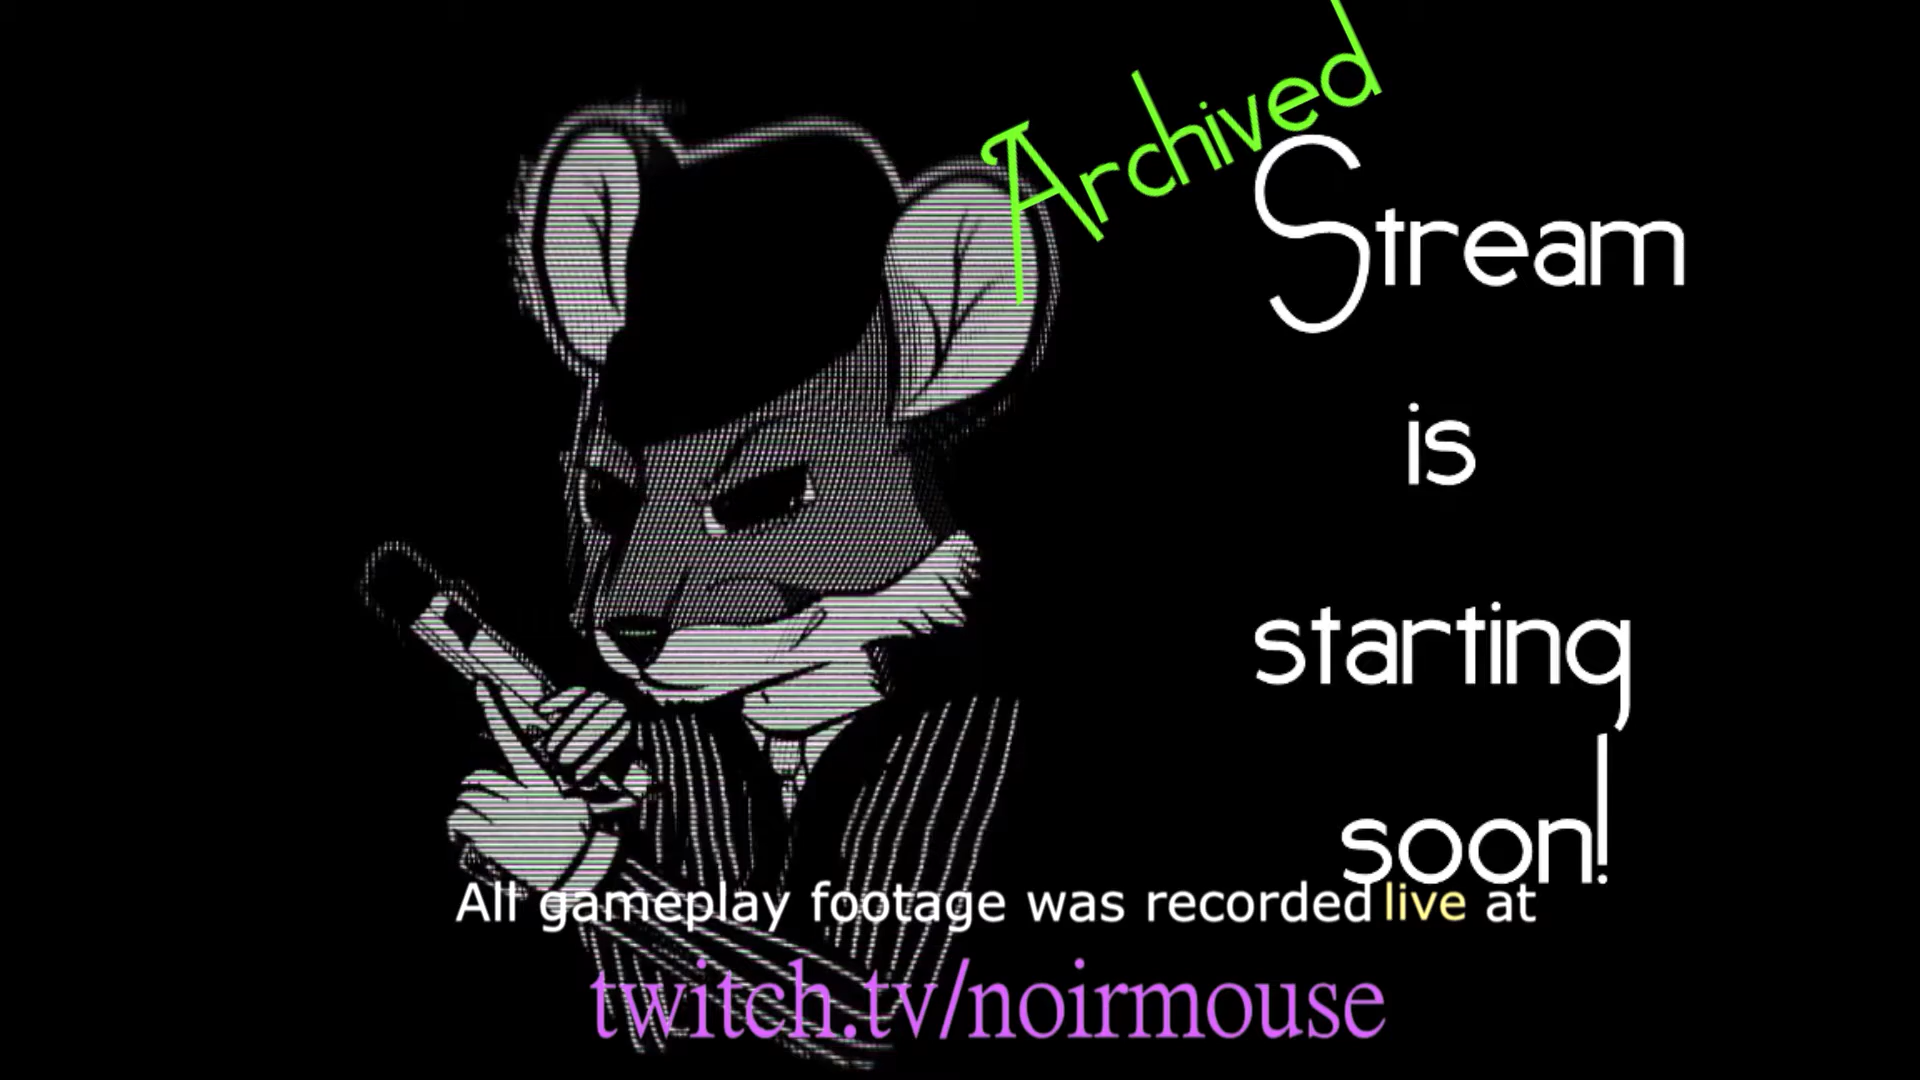 Archived
Stream
is
starting
soon!
All gameplay footage was recorded live at
twitch.tv/noirmouse